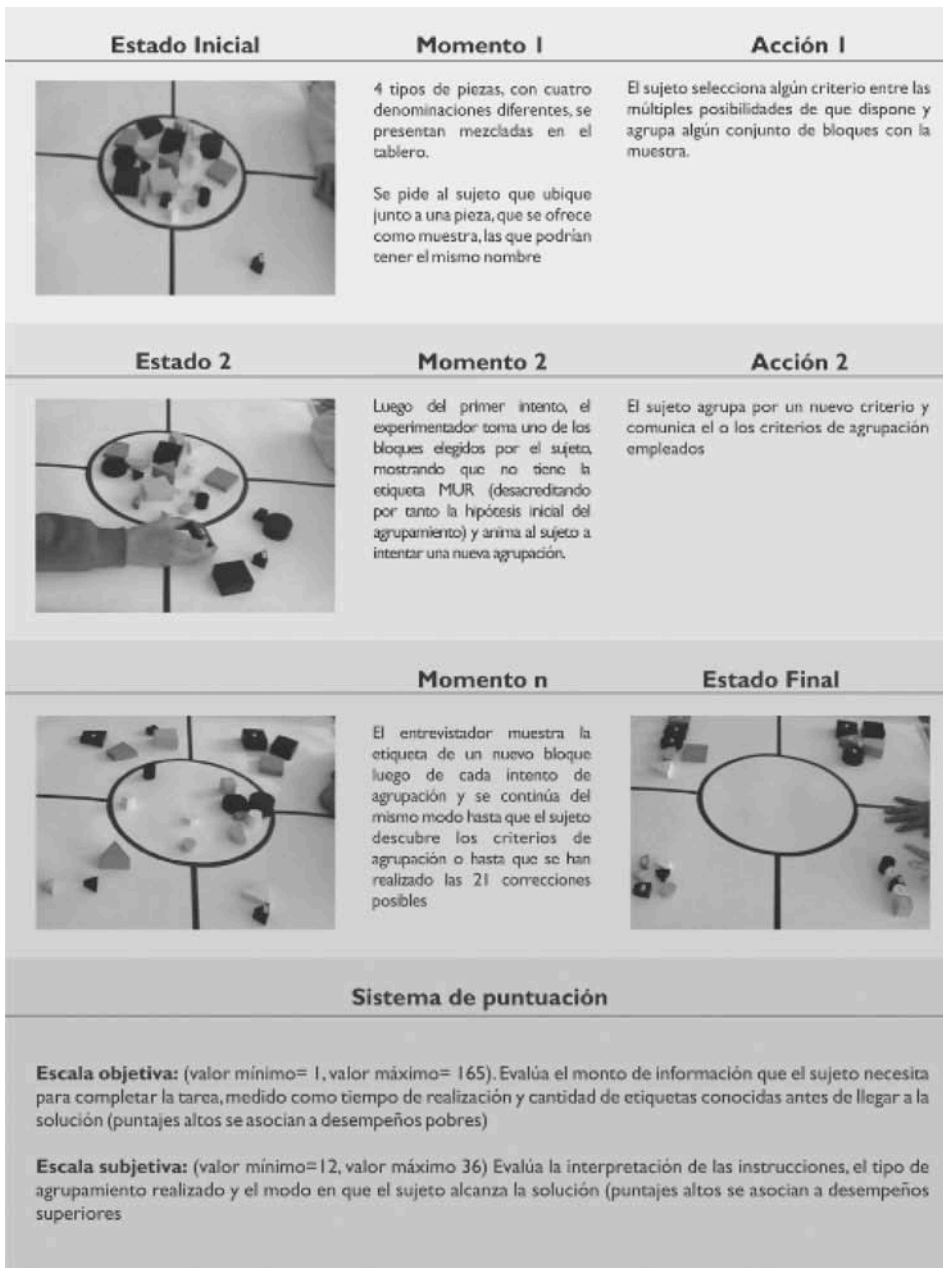 Estado Inicial
Momento 1
Acción 1
4 tipos de piezas, con cuatro
denominaciones diferentes, se
presentan mezcladas en el
tablero.
Se pide al sujeto que ubique
junto a una pieza, que se ofrece
como muestra, las que podrían
tener el mismo nombre
El sujeto selecciona algún criterio entre las
múltiples posibilidades de que dispone y
agrupa algún conjunto de bloques con la
muestra.
Estado 2
Momento 2
Acción 2
Luego del primer intento, el
experimentador toma uno de los
bloques elegidos por el sujeto,
mostrando que no tiene la
etiqueta MUR (desacreditando
por tanto la hipótesis inicial del
agrupamiento) y anima al sujeto a
intentar una nueva agrupación.
El sujeto agrupa por un nuevo criterio y
comunica el o los criterios de agrupación
empleados
Momento n
Estado Final
El entrevistador muestra la
etiqueta de un nuevo bloque
luego de cada intento de
agrupación y se continúa del
mismo modo hasta que el sujeto
descubre los criterios de
agrupación o hasta que se han
realizado las 21 correcciones
posibles
Sistema de puntuación
Escala objetiva: (valor mínimo= 1, valor máximo= 165). Evalúa el monto de información que el sujeto necesita
para completar la tarea, medido como tiempo de realización y cantidad de etiquetas conocidas antes de llegar a la
solución (puntajes altos se asocian a desempeños pobres)
Escala subjetiva: (valor mínimo=12, valor máximo 36) Evalúa la interpretación de las instrucciones, el tipo de
agrupamiento realizado y el modo en que el sujeto alcanza la solución (puntajes altos se asocian a desempeños
superiores